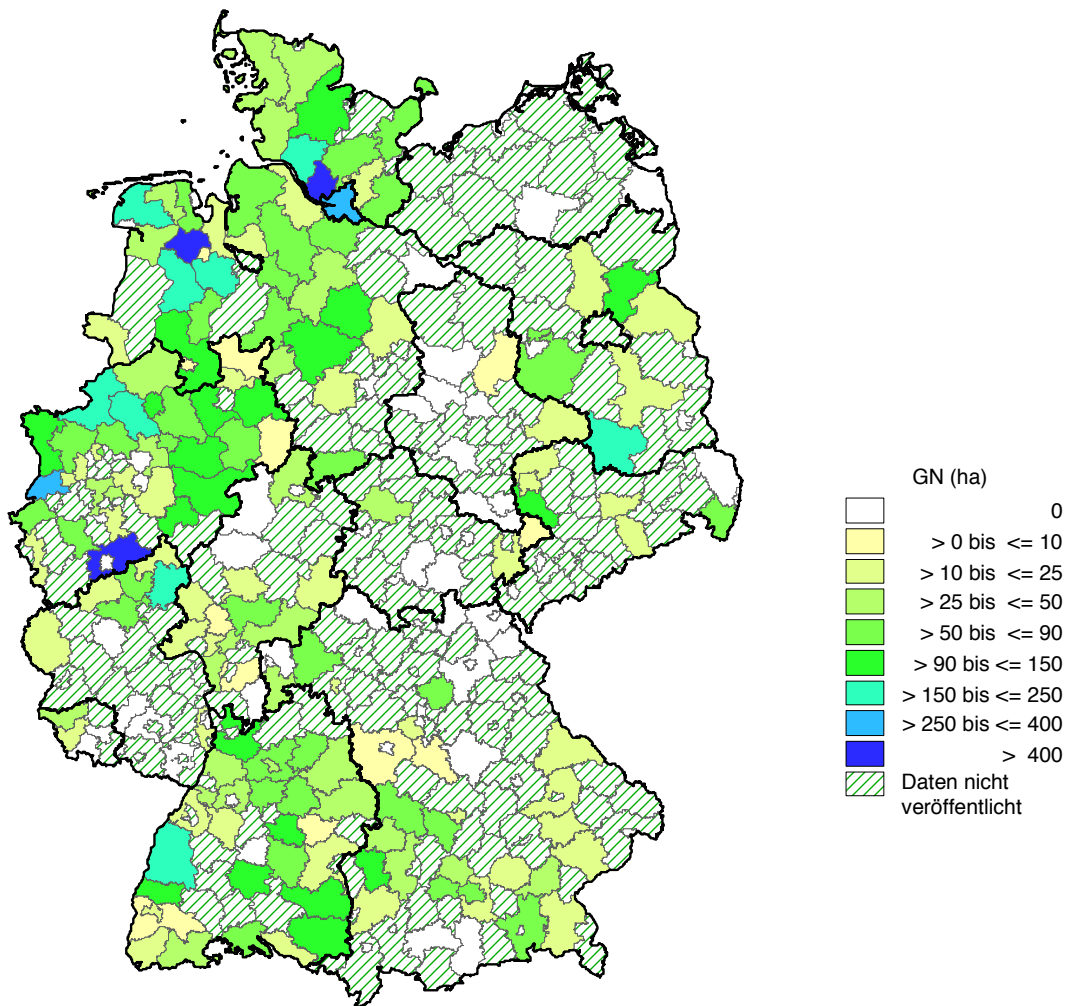 GN (ha)
0
> 0 bis <= 10
> 10 bis <= 25
> 25 bis <= 50
> 50 bis <= 90
> 90 bis <= 150
> 150 bis <= 250
> 250 bis <= 400
> 400
Daten nicht
veröffentlicht